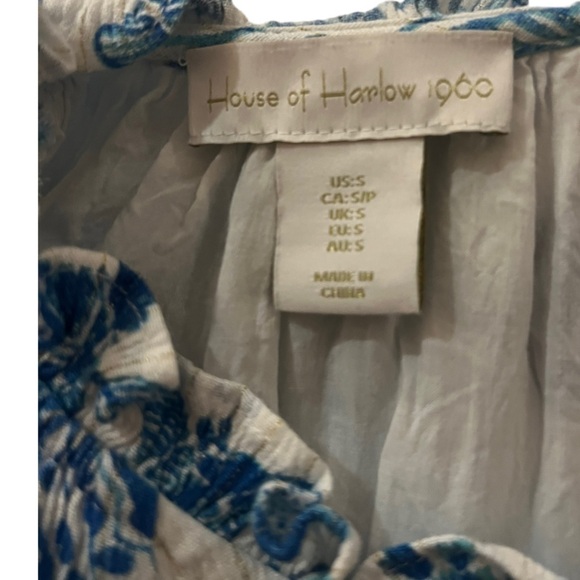 House of Harlow 1960
US:S
CA:S/P
UK:S
EU:S
AU:S
MADE IN
CHINA